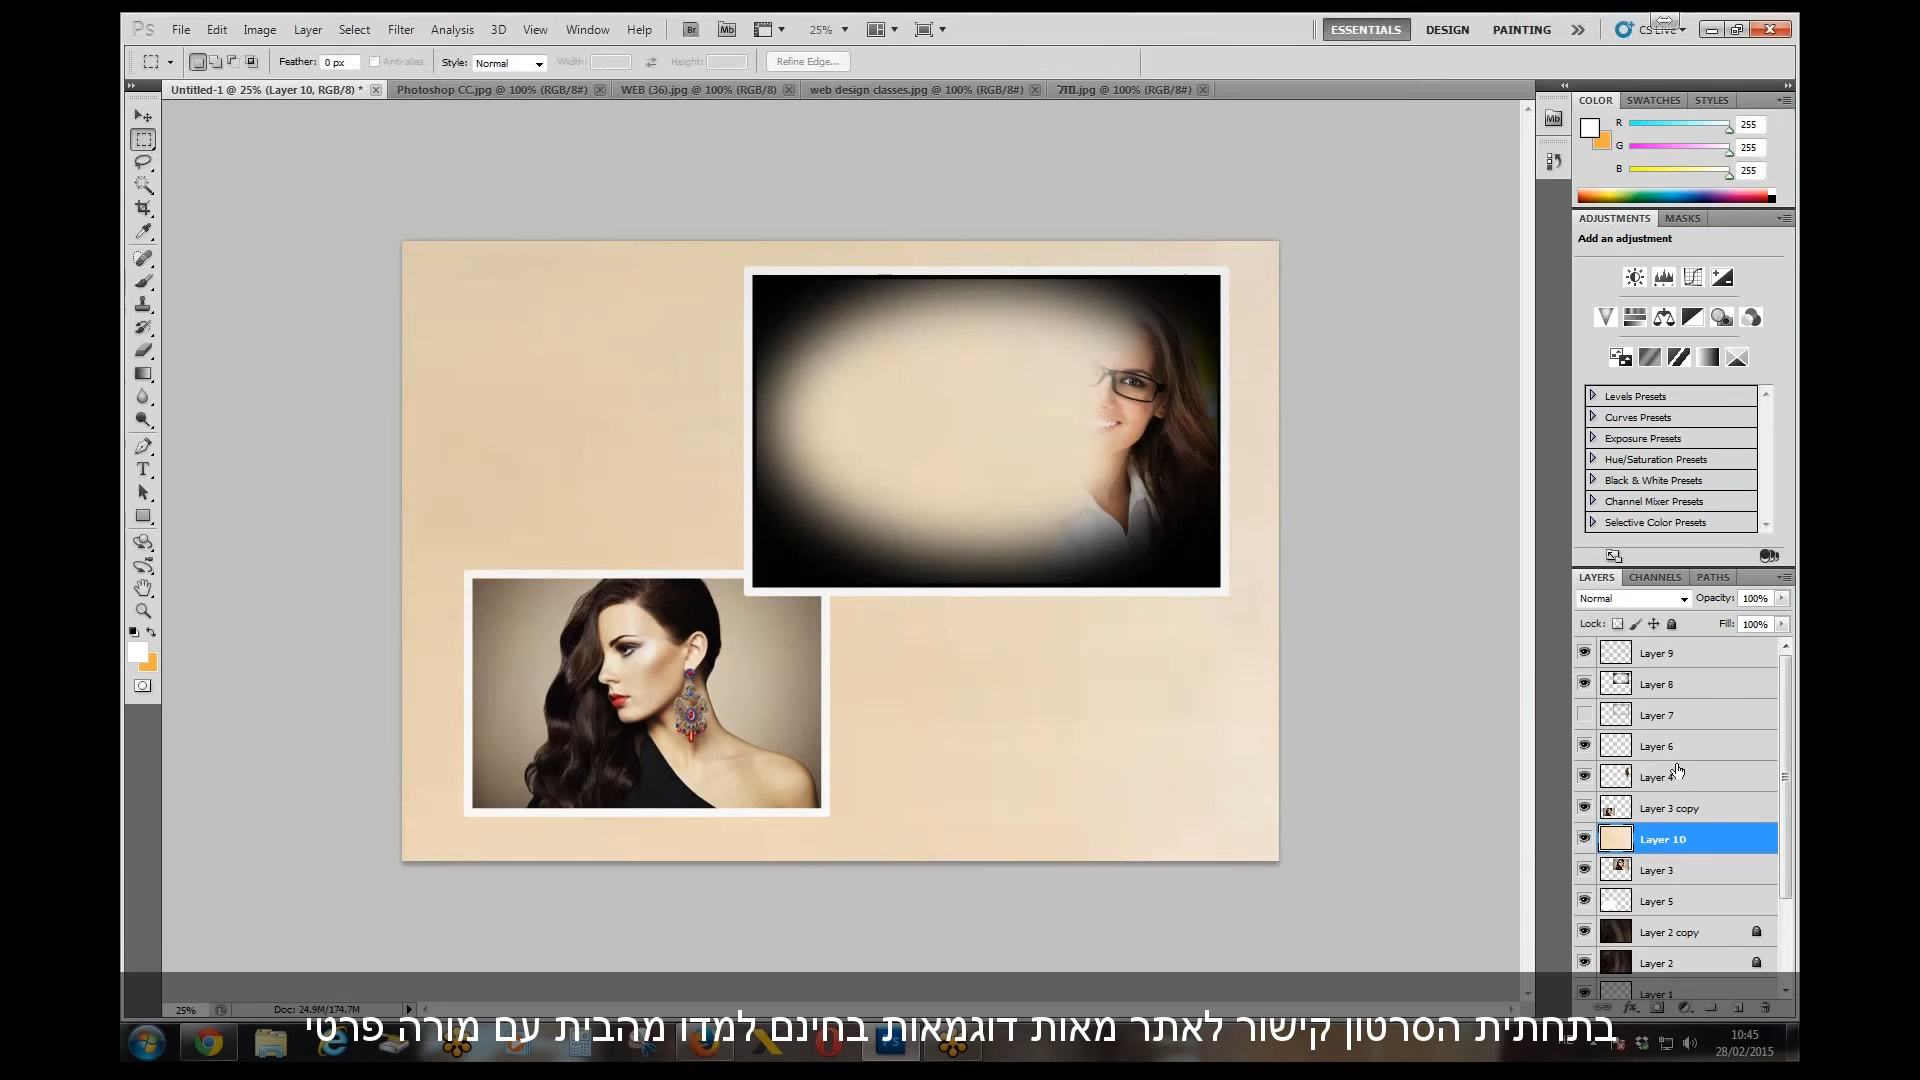 Ps File Edit Image Layer Select Filter Analysis 3D View Window Help Br Mb 25% ESSENTIALS DESIGN PAINTING CS Live
Feather: 0 px Anti-alias Style: Normal Width: Height: Refine Edge...
Untitled-1 @ 25% (Layer 10, RGB/8) * Photoshop CC.jpg @ 100% (RGB/8#) WEB (36).jpg @ 100% (RGB/8) web design classes.jpg @ 100% (RGB/8#) .jpg @ 100% (RGB/8#)
COLOR SWATCHES STYLES
Mb
R 255
G 147
B 255
ADJUSTMENTS MASKS
Add an adjustment
Levels Presets
Curves Presets
Exposure Presets
Hue/Saturation Presets
Black & White Presets
Channel Mixer Presets
Selective Color Presets
LAYERS CHANNELS PATHS
Normal Opacity: 100%
Lock: Fill: 100%
Layer 9
Layer 8
Layer 7
Layer 6
Layer 4
Layer 3 copy
Layer 10
Layer 3
Layer 5
Layer 2 copy
Layer 2
Layer 1
25% Doc: 24.9M/174.7M
בתחתית הסרטון קישור לאתר מאות דוגמאות בחינם למדו מהבית עם מורה פרטי
10:45
28/02/2015